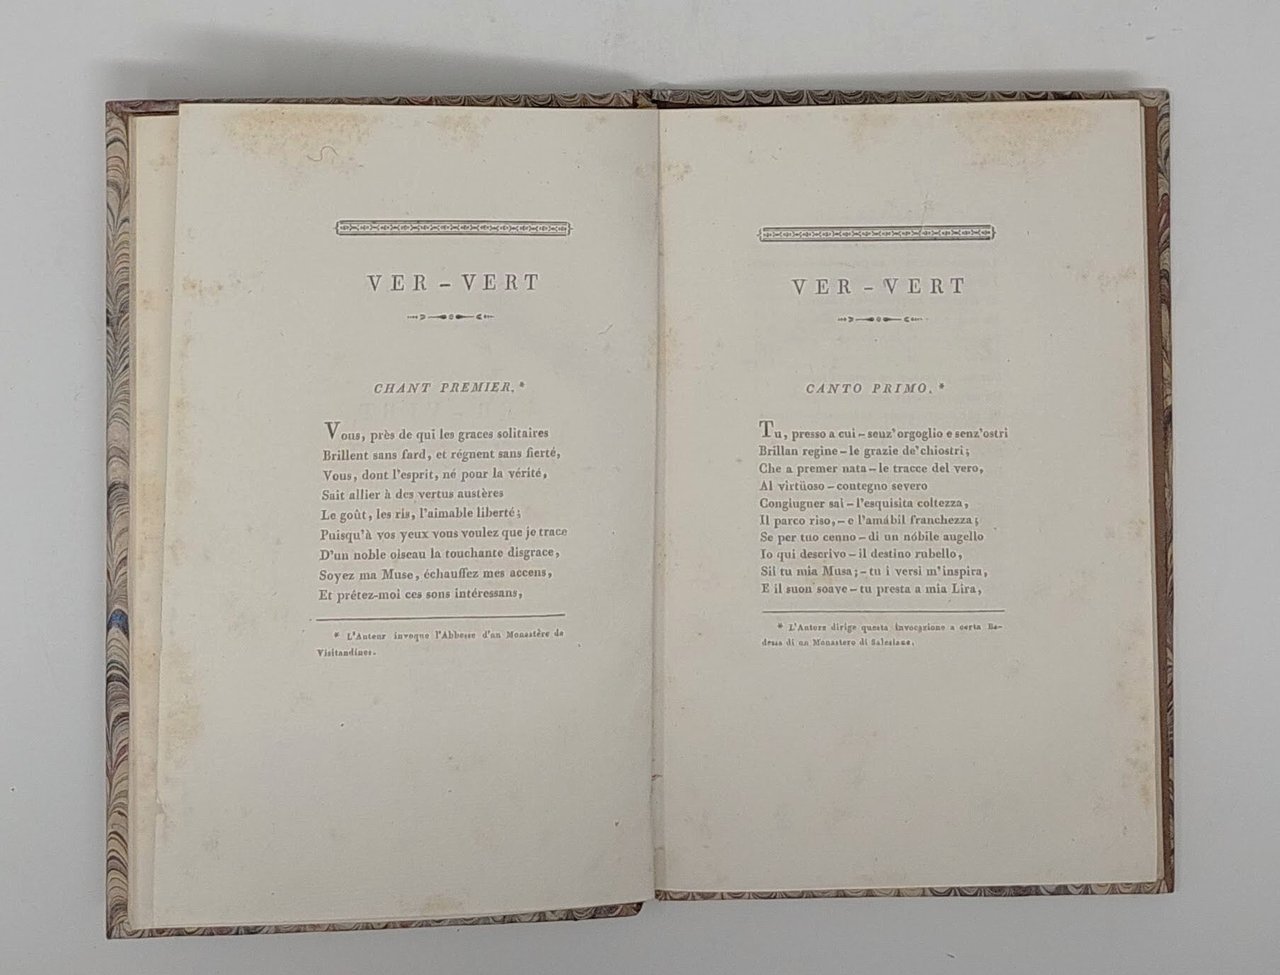 VER – VERT
CHANT PREMIER. *
Vous, près de qui les graces solitaires
Brillent sans fard, et régnent sans fierté,
Vous, dont l'esprit, né pour la vérité,
Sait allier à des vertus austères
Le goût, les ris, l'aimable liberté;
Puisqu'à vos yeux vous voulez que je trace
D'un noble oiseau la touchante disgrace,
Soyez ma Muse, échauffez mes accens,
Et prétez-moi ces sons intéressans,
* L'Auteur invoque l'Abbesse d'un Monastère de
Visitandines.
VER – VERT
CANTO PRIMO. *
Tu, presso a cui – senz'orgoglio e senz'ostri
Brillan regine – le grazie de'chiostri;
Che a premer nata – le tracce del vero,
Al virtüoso – contegno severo
Congiugner sai – l'esquisita coltezza,
Il parco riso, – e l'amábil franchezza;
Se per tuo cenno – di un nóbile augello
Io qui descrivo – il destino rubello,
Sii tu mia Musa; – tu i versi m'inspira,
E il suon soave – tu presta a mia Lira,
* L'Autore dirige questa invocazione a certa Ba-
dessa di un Monastero di Salesiane.